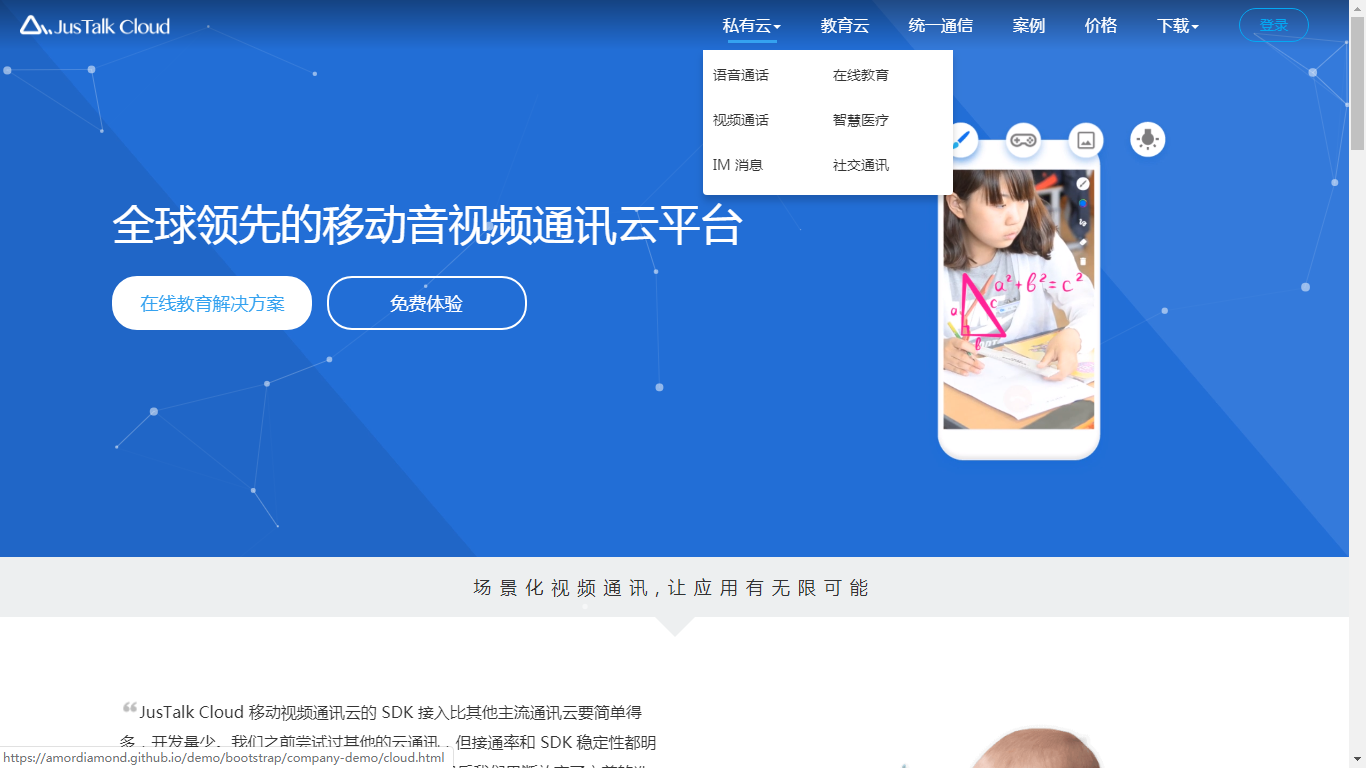 JusTalk Cloud
私有云 教育云 统一通信 案例 价格 下载 登录
语音通话 在线教育
视频通话 智慧医疗
IM 消息 社交通讯
全球领先的移动音视频通讯云平台
在线教育解决方案 免费体验
a²+b²=c²
a c
b
场景化视频通讯,让应用有无限可能
“JusTalk Cloud 移动视频通讯云的 SDK 接入比其他主流通讯云要简单得
多，开发量少。我们之前尝试过其他的云通讯，但接通率和 SDK 稳定性都明
https://amordiamond.github.io/demo/bootstrap/company-demo/cloud.html